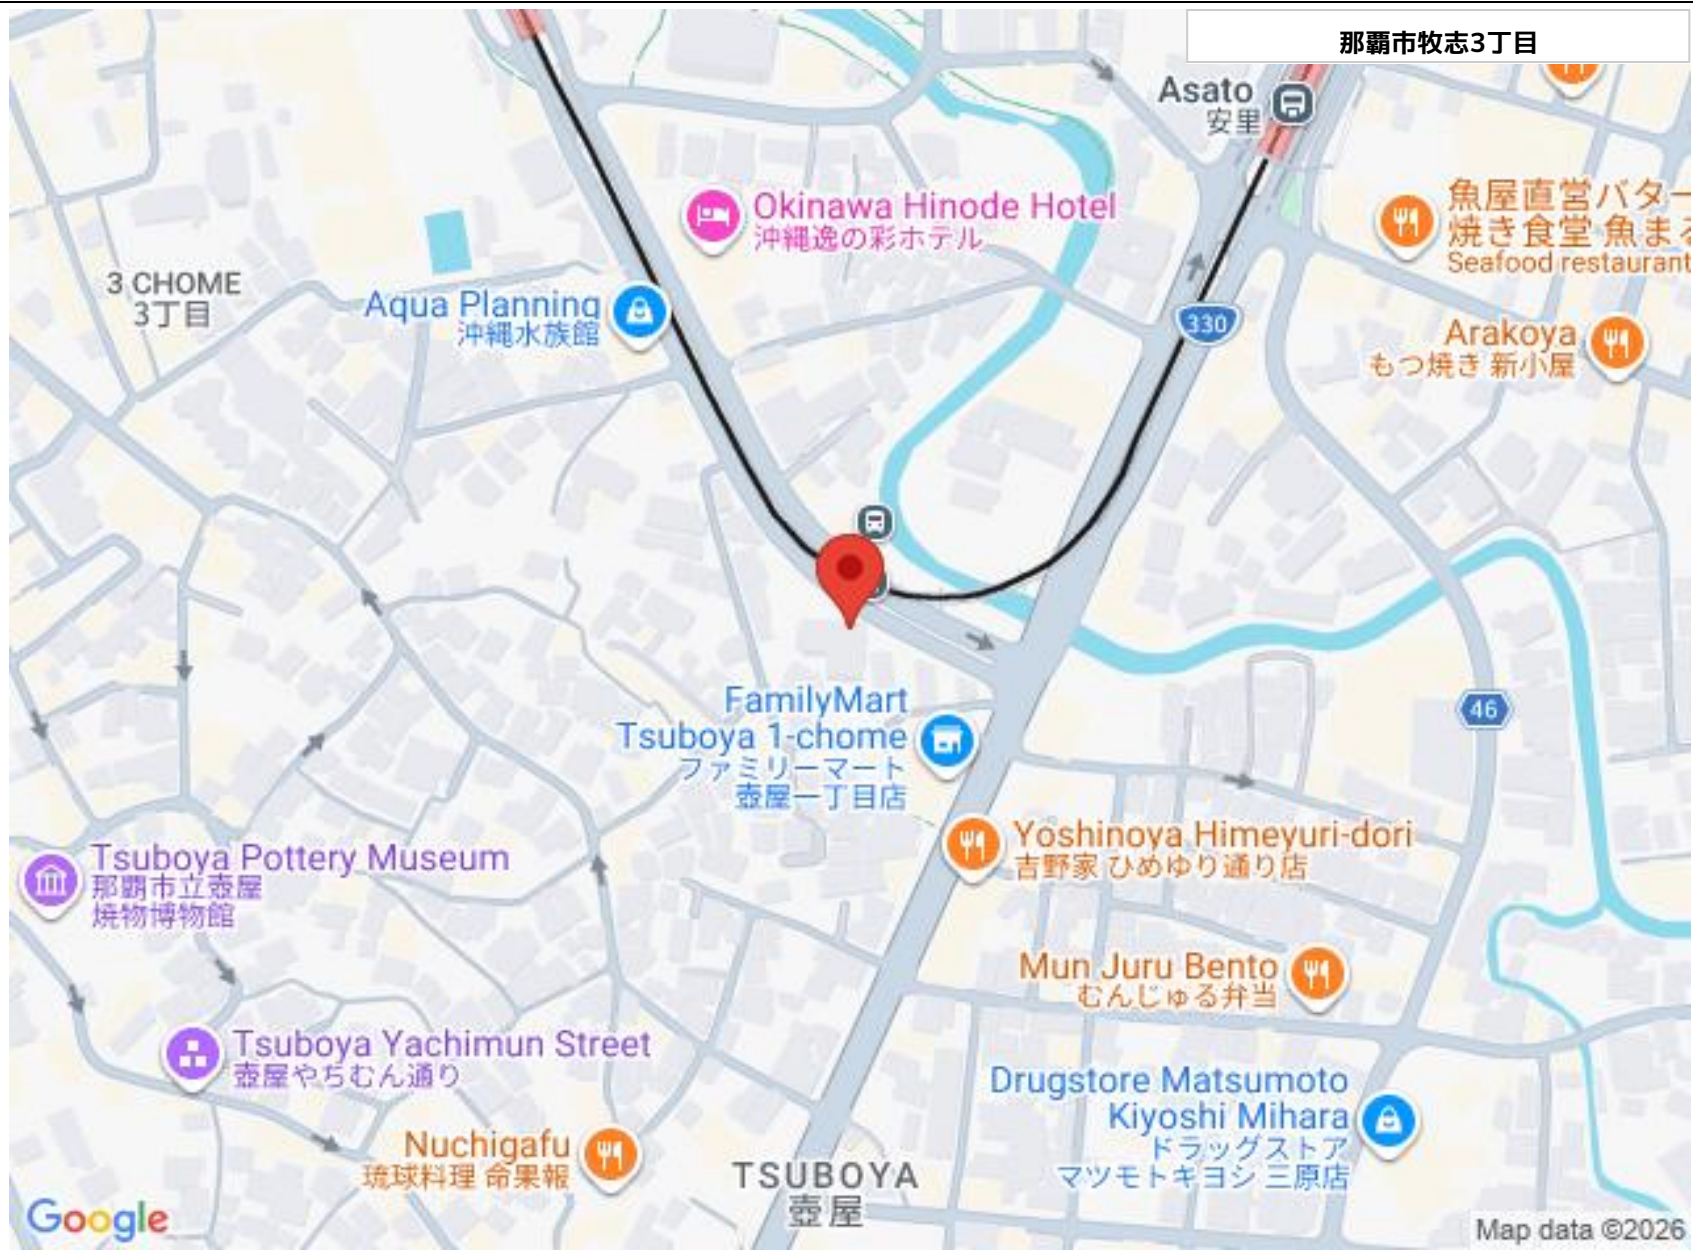 那覇市牧志3丁目
Asato
安里
Okinawa Hinode Hotel
沖縄逸の彩ホテル
魚屋直営バター
焼き食堂 魚まる
Seafood restaurant
3 CHOME
3丁目
Aqua Planning
沖縄水族館
330
Arakoya
もつ焼き 新小屋
FamilyMart
Tsuboya 1-chome
ファミリーマート
壺屋一丁目店
46
Yoshinoya Himeyuri-dori
吉野家 ひめゆり通り店
Tsuboya Pottery Museum
那覇市立壺屋
焼物博物館
Mun Juru Bento
むんじゅる弁当
Tsuboya Yachimun Street
壺屋やちむん通り
Drugstore Matsumoto
Kiyoshi Mihara
ドラッグストア
マツモトキヨシ 三原店
Nuchigafu
琉球料理 命果報
TSUBOYA
壺屋
Google
Map data ©2026